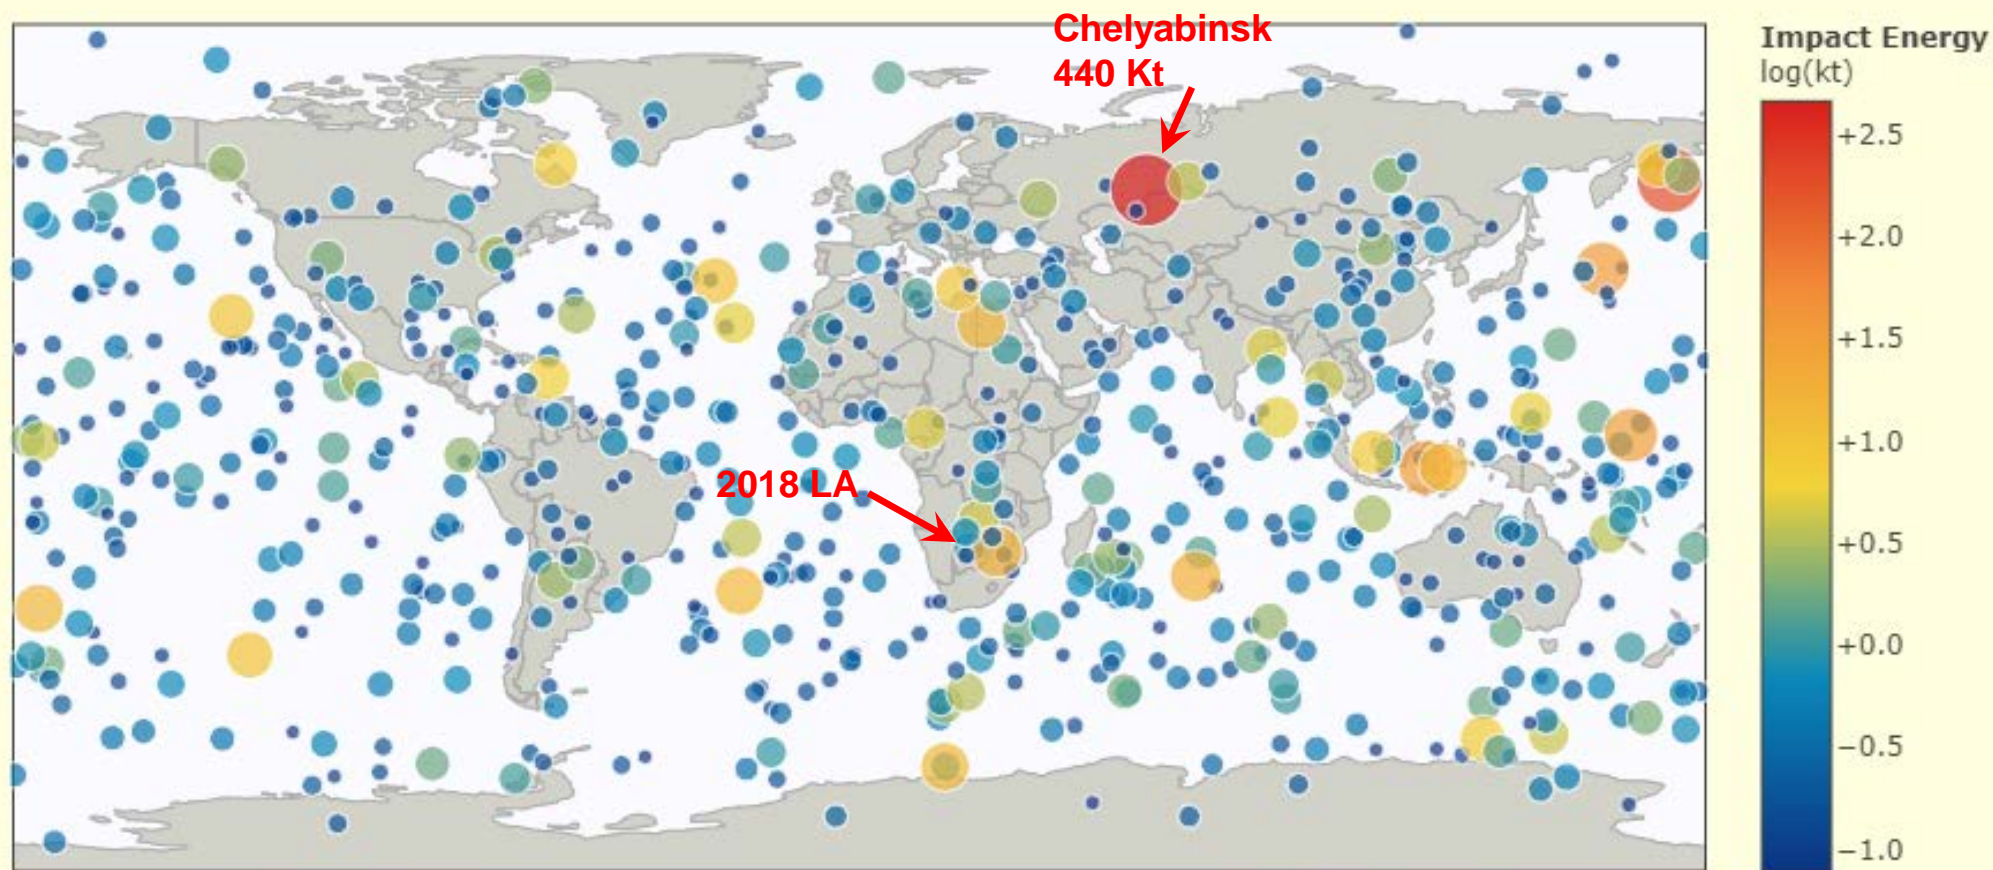 Chelyabinsk
440 Kt
2018 LA
Impact Energy
log(kt)
+2.5
+2.0
+1.5
+1.0
+0.5
+0.0
−0.5
−1.0